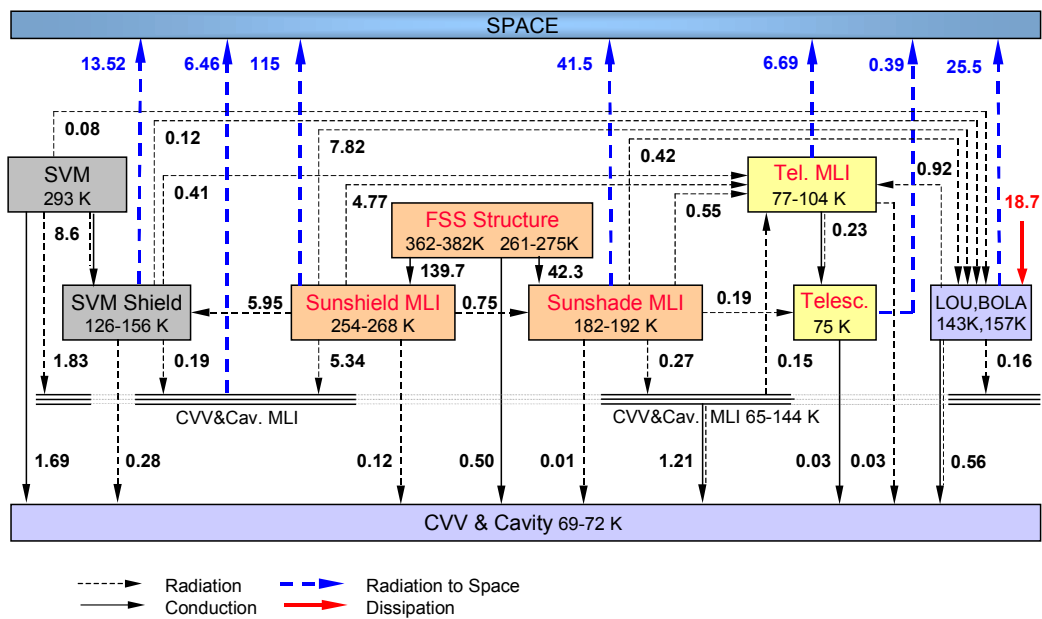 SPACE
13.52
6.46
115
41.5
6.69
0.39
25.5
0.08
0.12
7.82
0.42
0.92
SVM
293 K
0.41
4.77
Tel. MLI
77-104 K
18.7
FSS Structure
362-382K 261-275K
0.55
8.6
0.23
139.7
42.3
SVM Shield
126-156 K
5.95
Sunshield MLI
254-268 K
0.75
Sunshade MLI
182-192 K
0.19
Telesc.
75 K
LOU,BOLA
143K,157K
1.83
0.19
5.34
0.27
0.15
0.16
CVV&Cav. MLI
CVV&Cav. MLI 65-144 K
1.69
0.28
0.12
0.50
0.01
1.21
0.03
0.03
0.56
CVV & Cavity 69-72 K
Radiation
Radiation to Space
Conduction
Dissipation